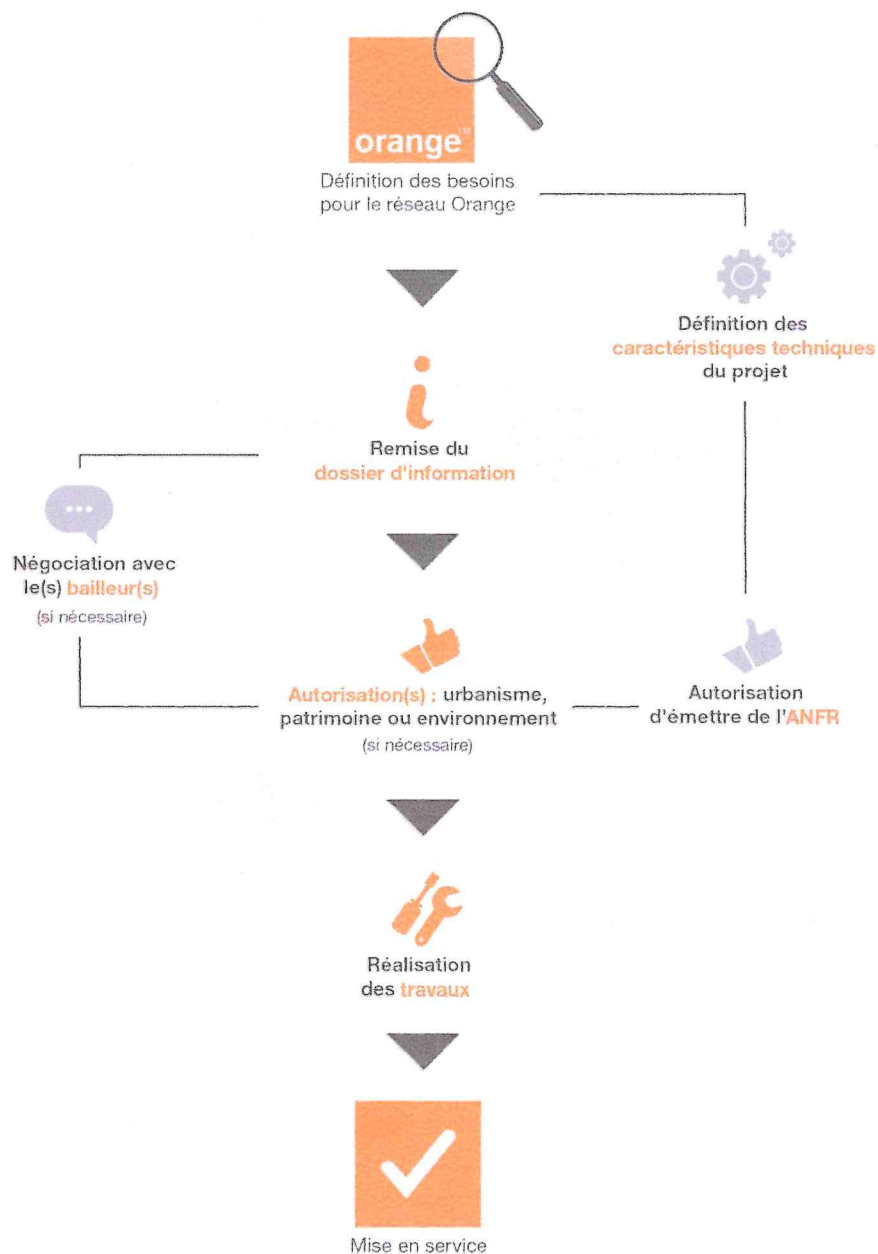 orange™
Définition des besoins
pour le réseau Orange
Définition des
caractéristiques techniques
du projet
Remise du
dossier d'information
Négociation avec
le(s) bailleur(s)
(si nécessaire)
Autorisation(s) : urbanisme,
patrimoine ou environnement
(si nécessaire)
Autorisation
d'émettre de l'ANFR
Réalisation
des travaux
Mise en service